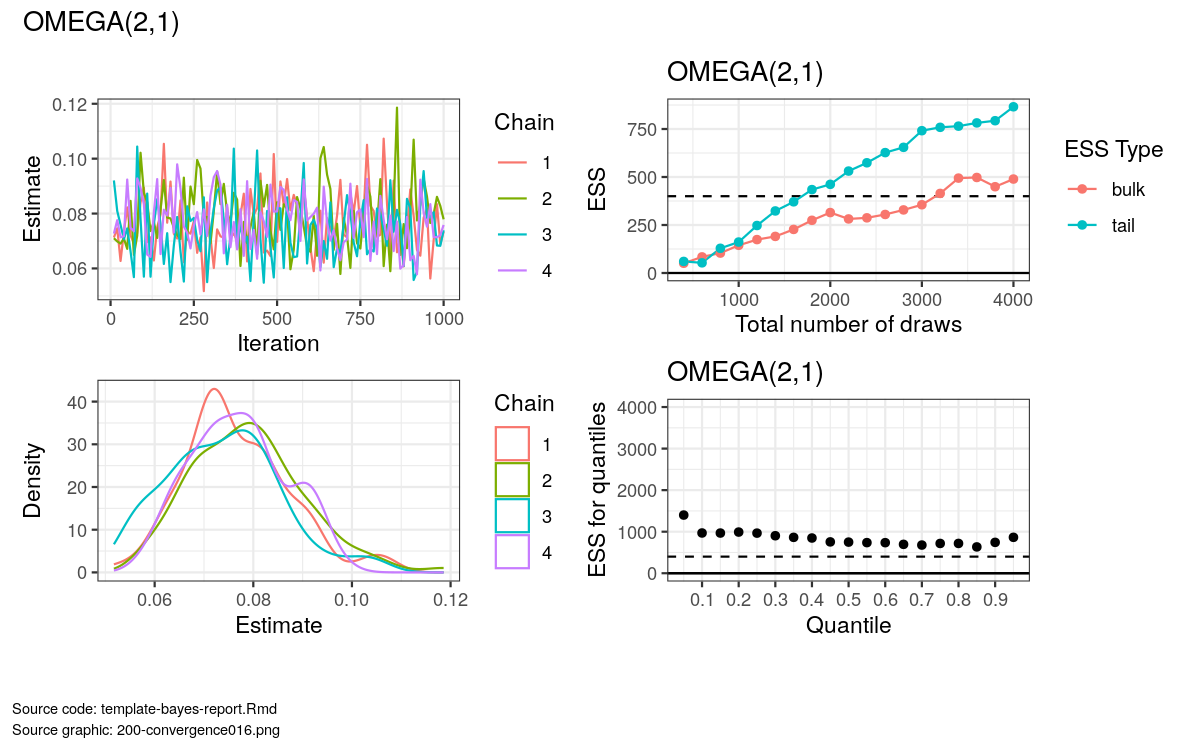 OMEGA(2,1)
0.12
0.10
0.08
0.06
Estimate
0 250 500 750 1000
Iteration
Chain
1
2
3
4
OMEGA(2,1)
750
500
250
0
ESS
1000 2000 3000 4000
Total number of draws
ESS Type
bulk
tail
40
30
20
10
0
Density
0.06 0.08 0.10 0.12
Estimate
Chain
1
2
3
4
OMEGA(2,1)
4000
3000
2000
1000
0
ESS for quantiles
0.1 0.2 0.3 0.4 0.5 0.6 0.7 0.8 0.9
Quantile
Source code: template-bayes-report.Rmd
Source graphic: 200-convergence016.png